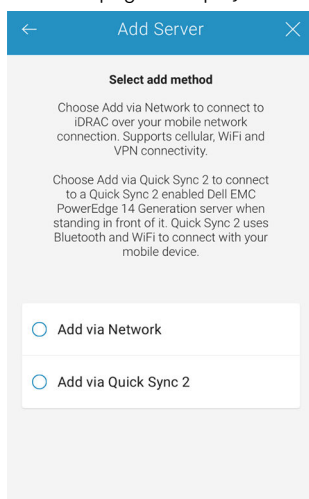 Add Server
Select add method
Choose Add via Network to connect to
iDRAC over your mobile network
connection. Supports cellular, WiFi and
VPN connectivity.
Choose Add via Quick Sync 2 to connect
to a Quick Sync 2 enabled Dell EMC
PowerEdge 14 Generation server when
standing in front of it. Quick Sync 2 uses
Bluetooth and WiFi to connect with your
mobile device.
Add via Network
Add via Quick Sync 2